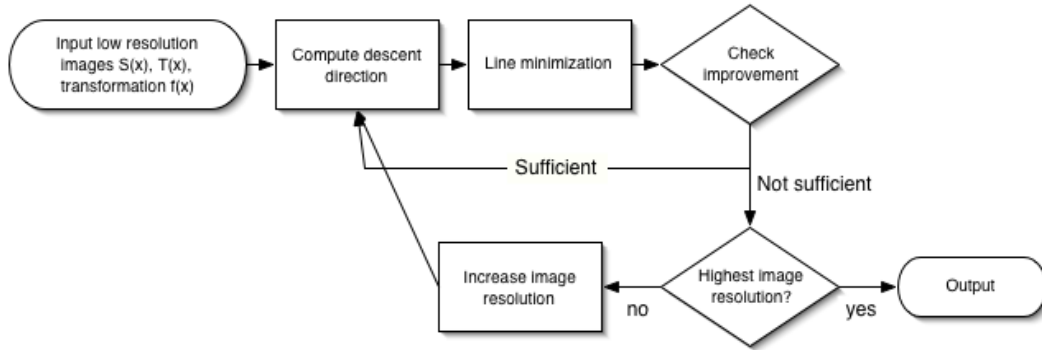 Input low resolution
images S(x), T(x),
transformation f(x)
Compute descent
direction
Line minimization
Check
improvement
Sufficient
Not sufficient
Increase image
resolution
no
Highest image
resolution?
yes
Output